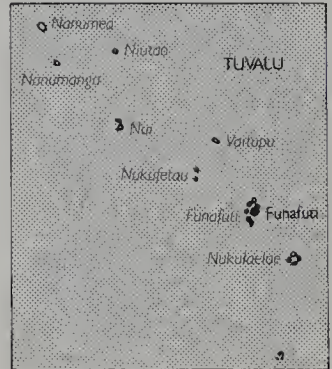 Nanumea
Niutao
TUVALU
Nanumanga
Nui
Vaitupu
Nukufetau
Funafuti Funafuti
Nukulaelae